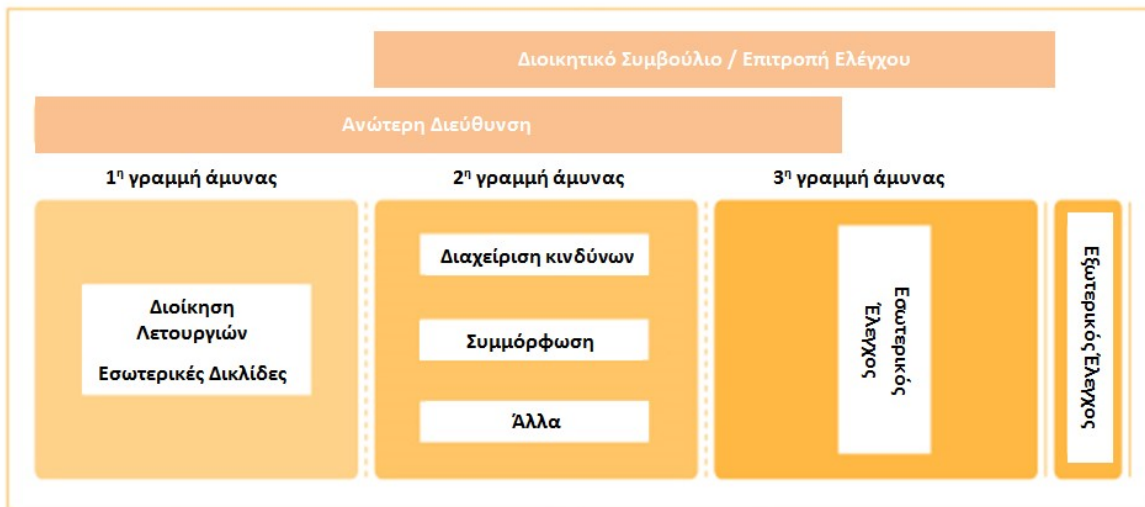 Διοικητικό Συμβούλιο / Επιτροπή Ελέγχου
Ανώτερη Διεύθυνση
1η γραμμή άμυνας
2η γραμμή άμυνας
3η γραμμή άμυνας
Διοίκηση
Λετουργιών
Εσωτερικές Δικλίδες
Διαχείριση κινδύνων
Συμμόρφωση
Άλλα
Εσωτερικός
Έλεγχος
Εξωτερικός Έλεγχος